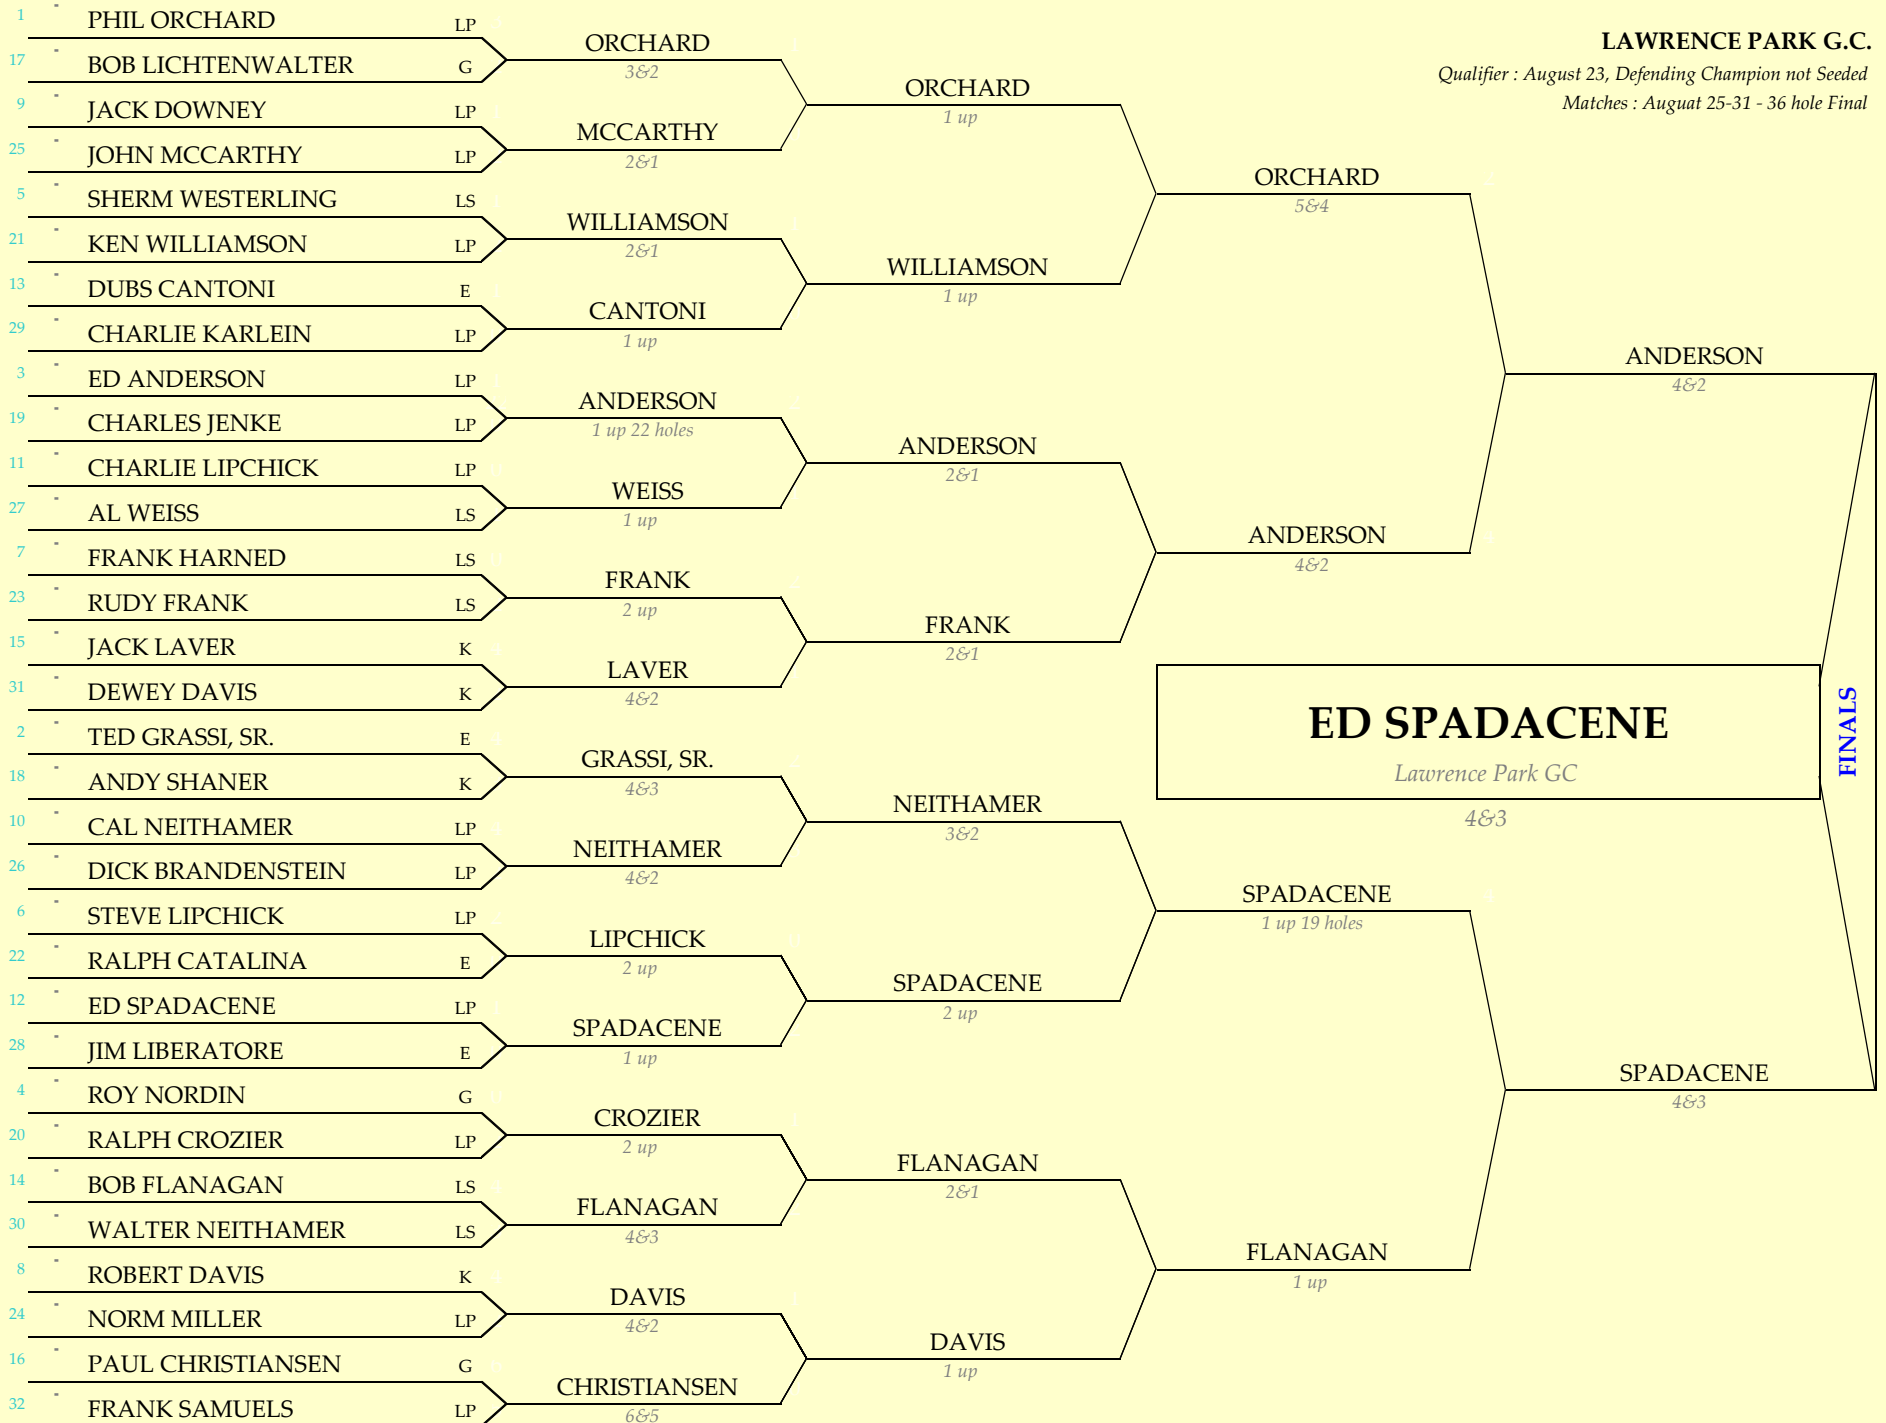 LAWRENCE PARK G.C.
Qualifier : August 23, Defending Champion not Seeded
Matches : Auguat 25-31 - 36 hole Final
1 - PHIL ORCHARD LP
17 - BOB LICHTENWALTER G
9 - JACK DOWNEY LP
25 - JOHN MCCARTHY LP
5 - SHERM WESTERLING LS
21 - KEN WILLIAMSON LP
13 - DUBS CANTONI E
29 - CHARLIE KARLEIN LP
3 - ED ANDERSON LP
19 - CHARLES JENKE LP
11 - CHARLIE LIPCHICK LP
27 - AL WEISS LS
7 - FRANK HARNED LS
23 - RUDY FRANK LS
15 - JACK LAVER K
31 - DEWEY DAVIS K
2 - TED GRASSI, SR. E
18 - ANDY SHANER K
10 - CAL NEITHAMER LP
26 - DICK BRANDENSTEIN LP
6 - STEVE LIPCHICK LP
22 - RALPH CATALINA E
12 - ED SPADACENE LP
28 - JIM LIBERATORE E
4 - ROY NORDIN G
20 - RALPH CROZIER LP
14 - BOB FLANAGAN LS
30 - WALTER NEITHAMER LS
8 - ROBERT DAVIS K
24 - NORM MILLER LP
16 - PAUL CHRISTIANSEN G
32 - FRANK SAMUELS LP
ORCHARD
3&2
MCCARTHY
2&1
WILLIAMSON
2&1
CANTONI
1 up
ANDERSON
1 up 22 holes
WEISS
1 up
FRANK
2 up
LAVER
4&2
GRASSI, SR.
4&3
NEITHAMER
4&2
LIPCHICK
2 up
SPADACENE
1 up
CROZIER
2 up
FLANAGAN
4&3
DAVIS
4&2
CHRISTIANSEN
6&5
ORCHARD
1 up
WILLIAMSON
1 up
ANDERSON
2&1
FRANK
2&1
NEITHAMER
3&2
SPADACENE
2 up
FLANAGAN
2&1
DAVIS
1 up
ORCHARD
5&4
ANDERSON
4&2
SPADACENE
1 up 19 holes
FLANAGAN
1 up
ANDERSON
4&2
SPADACENE
4&3
ED SPADACENE
Lawrence Park GC
4&3
FINALS